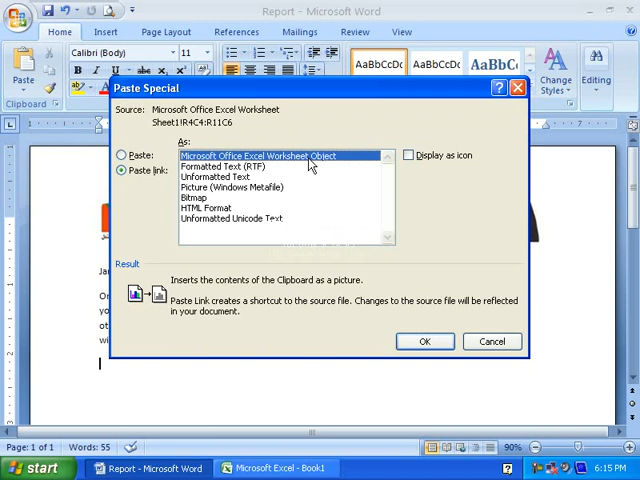 Report - Microsoft Word
Home
Insert
Page Layout
References
Mailings
Review
View
Calibri (Body)
11
AaBbCcDc
AaBbCcDc
AaBbC
Paste
Change
Styles
Editing
Clipboard
Paste Special
Source: Microsoft Office Excel Worksheet
Sheet1!R4C4:R11C6
As:
Paste:
Paste link:
Microsoft Office Excel Worksheet Object
Formatted Text (RTF)
Unformatted Text
Picture (Windows Metafile)
Bitmap
HTML Format
Unformatted Unicode Text
Display as icon
Result
Inserts the contents of the Clipboard as a picture.
Paste Link creates a shortcut to the source file. Changes to the source file will be reflected
in your document.
OK
Cancel
Page: 1 of 1
Words: 55
90%
start
Report - Microsoft Word
Microsoft Excel - Book1
6:15 PM